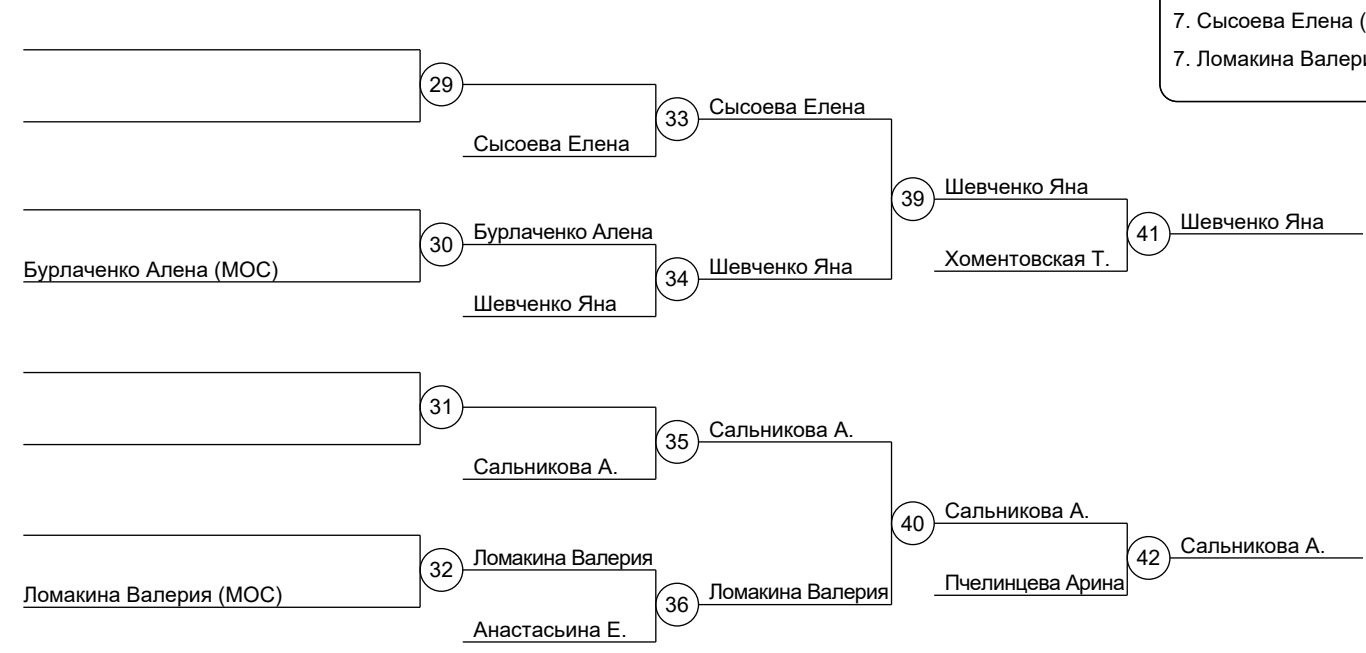 7. Сысоева Елена (
7. Ломакина Валери
29
Сысоева Елена
33
Сысоева Елена
Бурлаченко Алена (МОС)
30
Бурлаченко Алена
Шевченко Яна
34
Шевченко Яна
39
Шевченко Яна
Хоментовская Т.
41
Шевченко Яна
31
Сальникова А.
35
Сальникова А.
Ломакина Валерия (МОС)
32
Ломакина Валерия
Анастасьина Е.
36
Ломакина Валерия
40
Сальникова А.
Пчелинцева Арина
42
Сальникова А.